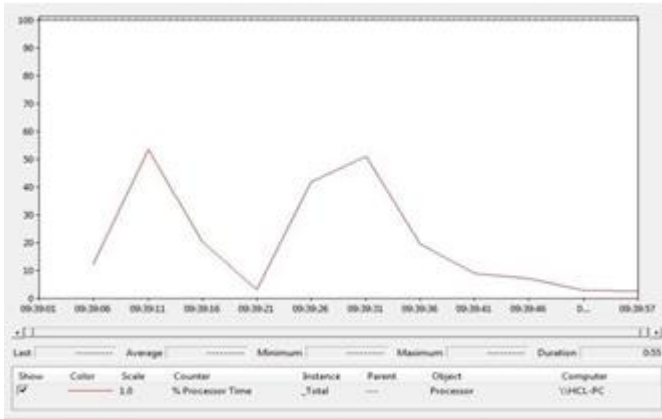 100
90
80
70
60
50
40
30
20
10
0
09:39:01 09:39:06 09:39:11 09:39:16 09:39:21 09:39:26 09:39:31 09:39:36 09:39:41 09:39:46 0... 09:39:57
Last -------- Average -------- Minimum -------- Maximum -------- Duration 0:55
Show Color Scale Counter Instance Parent Object Computer
1.0 % Processor Time _Total --- Processor \\HCL-PC